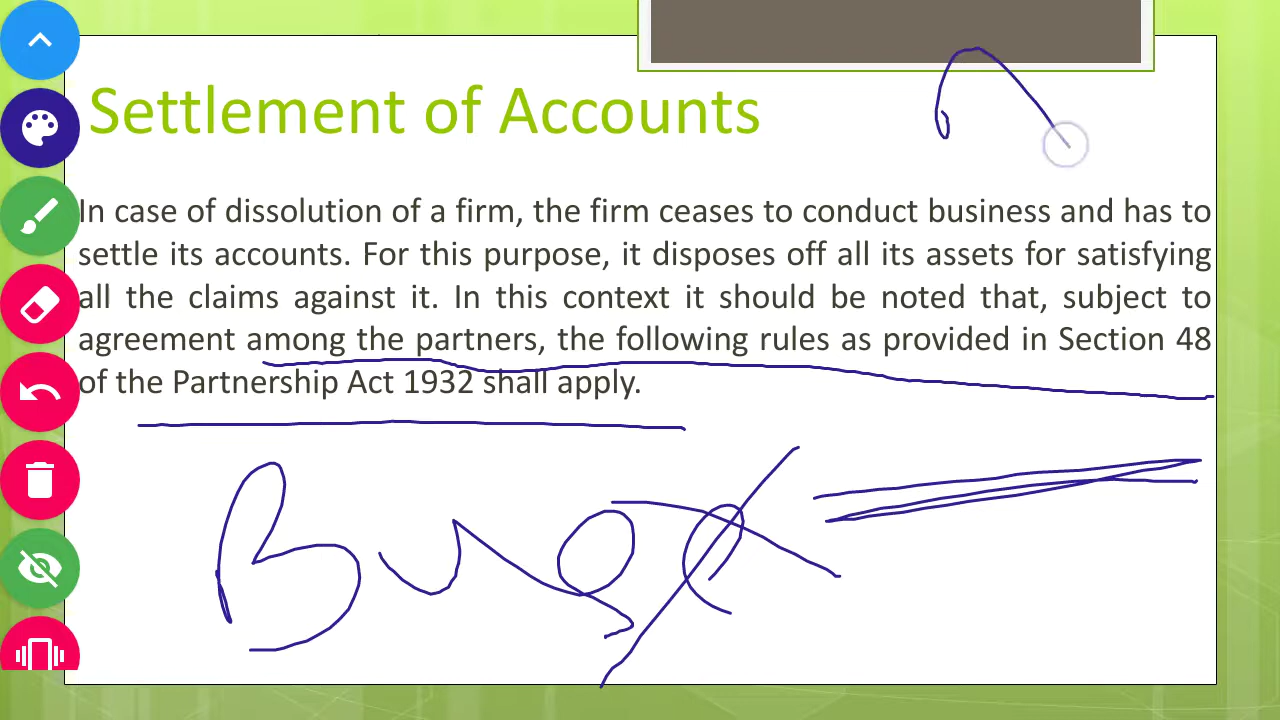 Settlement of Accounts
In case of dissolution of a firm, the firm ceases to conduct business and has to
settle its accounts. For this purpose, it disposes off all its assets for satisfying
all the claims against it. In this context it should be noted that, subject to
agreement among the partners, the following rules as provided in Section 48
of the Partnership Act 1932 shall apply.